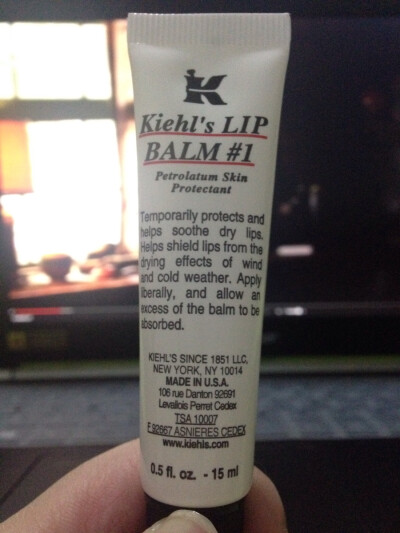 Kiehl's LIP
BALM #1
Petrolatum Skin
Protectant
Temporarily protects and
helps soothe dry lips.
Helps shield lips from the
drying effects of wind
and cold weather. Apply
liberally, and allow an
excess of the balm to be
absorbed.
KIEHL'S SINCE 1851 LLC,
NEW YORK, NY 10014
MADE IN U.S.A.
106 rue Danton 92691
Levallois Perret Cedex
TSA 10007
F 92667 ASNIERES CEDEX
www.kiehls.com
0.5 fl. oz. - 15 ml